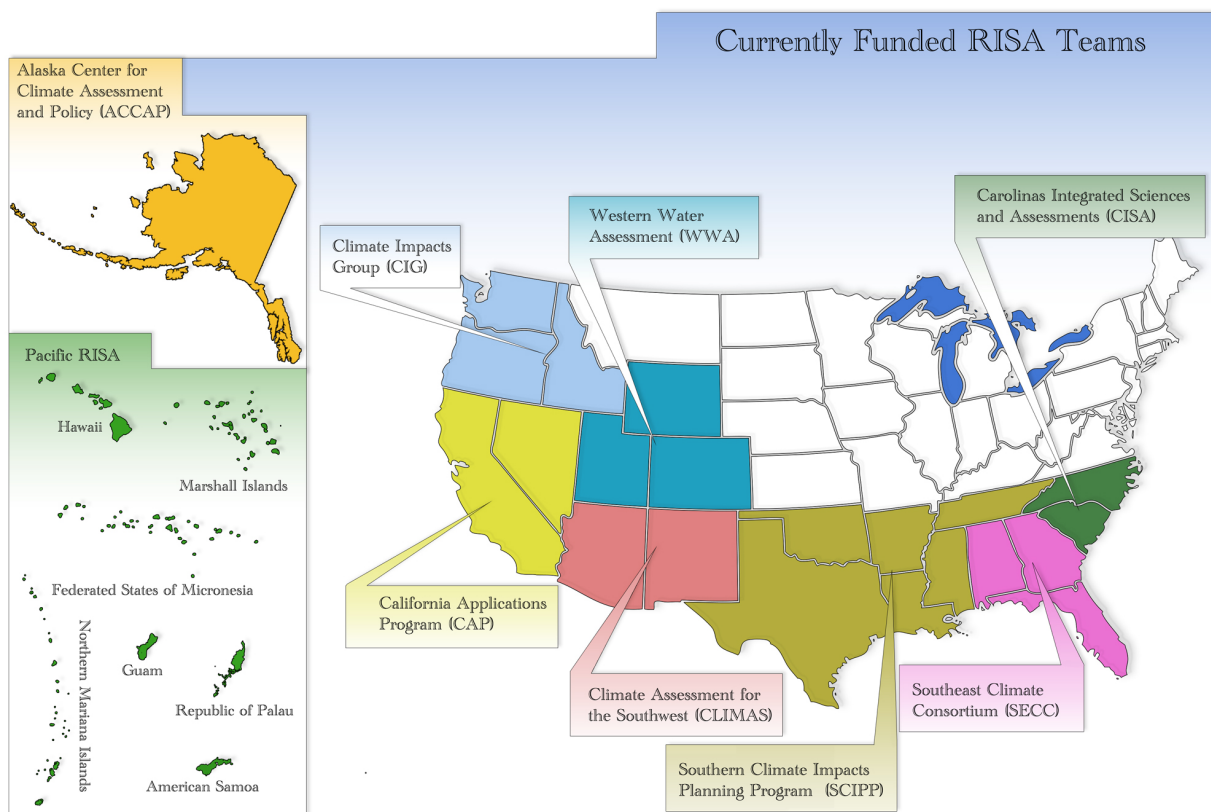 Currently Funded RISA Teams
Alaska Center for
Climate Assessment
and Policy (ACCAP)
Carolinas Integrated Sciences
and Assessments (CISA)
Western Water
Assessment (WWA)
Climate Impacts
Group (CIG)
Pacific RISA
Hawaii
Marshall Islands
Federated States of Micronesia
Northern Mariana Islands
Guam
Republic of Palau
American Samoa
California Applications
Program (CAP)
Climate Assessment for
the Southwest (CLIMAS)
Southeast Climate
Consortium (SECC)
Southern Climate Impacts
Planning Program (SCIPP)